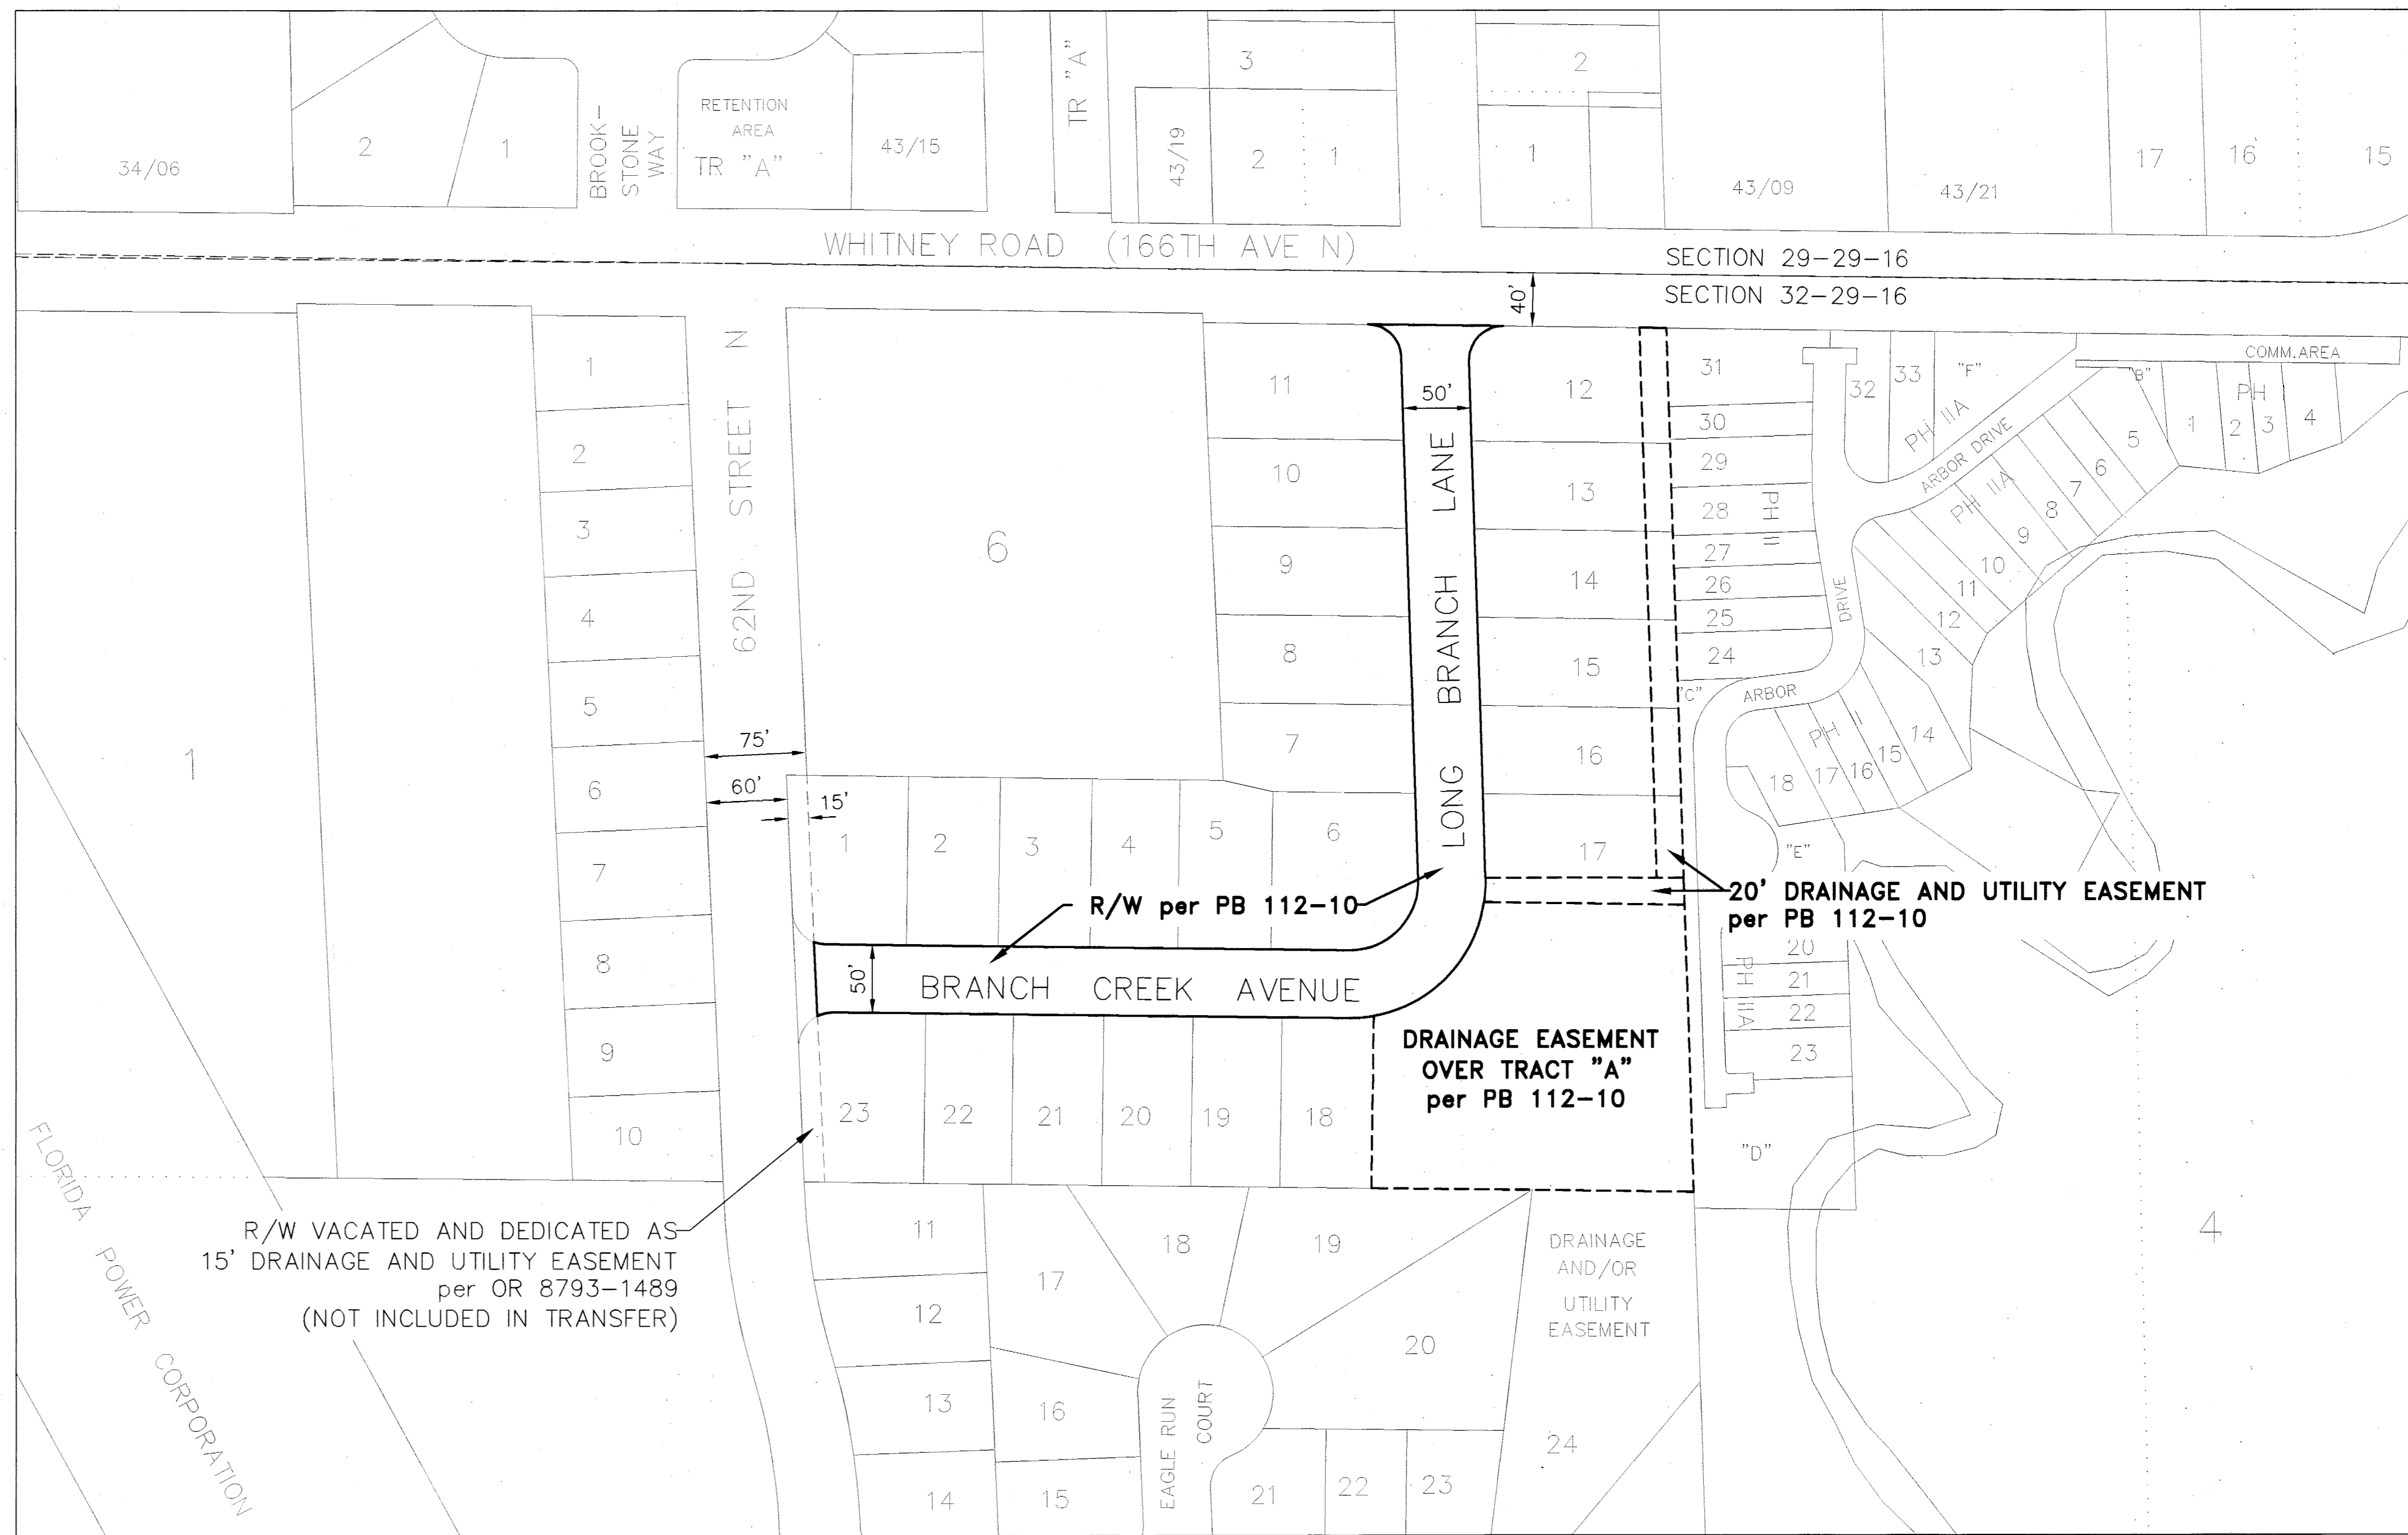 34/06
2
1
BROOK-
STONE
WAY
RETENTION
AREA
TR "A"
43/15
TR "A"
43/19
3
2
1
2
1
43/09
43/21
17
16
15
WHITNEY ROAD (166TH AVE N)
SECTION 29-29-16
SECTION 32-29-16
40'
1
62ND STREET N
1
2
3
4
5
6
7
8
9
10
6
75'
60'
15'
11
10
9
8
7
50'
LONG BRANCH LANE
12
13
14
15
16
17
31
30
29
28
27
26
25
24
PH II
"C"
32
33
"F"
PH IIA
ARBOR DRIVE
PH IIA
COMM.AREA
"B"
PH
1
2
3
4
5
6
7
8
9
10
11
12
13
14
15
16
17
18
PH II
DRIVE
ARBOR
"E"
1
2
3
4
5
6
R/W per PB 112-10
20' DRAINAGE AND UTILITY EASEMENT
per PB 112-10
50'
BRANCH CREEK AVENUE
20
21
22
23
PH IIA
DRAINAGE EASEMENT
OVER TRACT "A"
per PB 112-10
23
22
21
20
19
18
"D"
4
FLORIDA POWER CORPORATION
R/W VACATED AND DEDICATED AS
15' DRAINAGE AND UTILITY EASEMENT
per OR 8793-1489
(NOT INCLUDED IN TRANSFER)
11
12
13
14
17
16
15
18
19
20
EAGLE RUN
COURT
21
22
23
24
DRAINAGE
AND/OR
UTILITY
EASEMENT